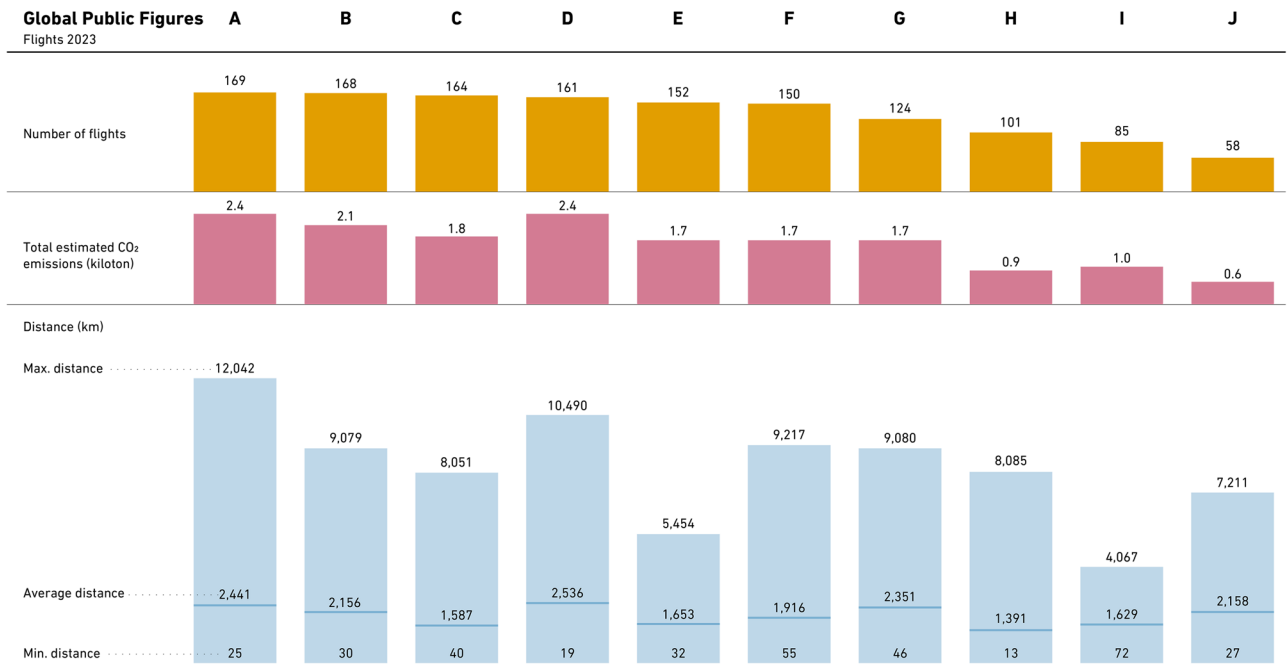 Global Public Figures A B C D E F G H I J
Flights 2023
169 168 164 161 152 150 124 101 85 58
Number of flights
2.4 2.1 1.8 2.4 1.7 1.7 1.7 0.9 1.0 0.6
Total estimated CO₂
emissions (kiloton)
Distance (km)
Max. distance 12,042 9,079 8,051 10,490 5,454 9,217 9,080 8,085 4,067 7,211
Average distance 2,441 2,156 1,587 2,536 1,653 1,916 2,351 1,391 1,629 2,158
Min. distance 25 30 40 19 32 55 46 13 72 27